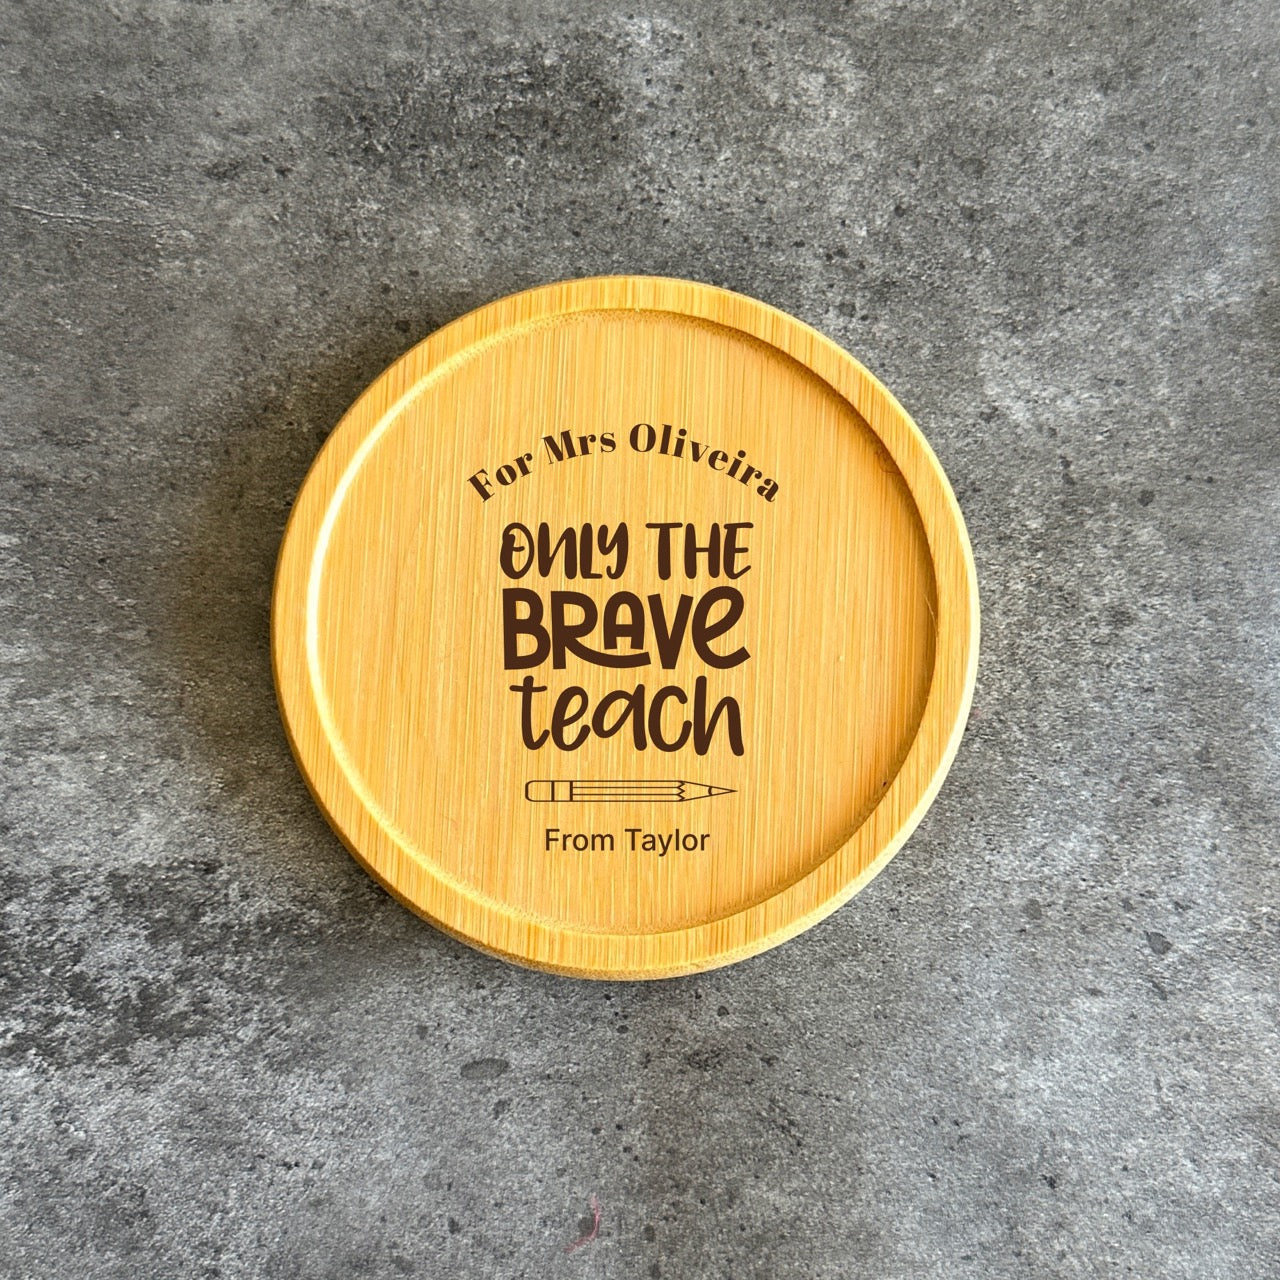 For Mrs Oliveira
ONLY THE
BRAVE
teach
From Taylor